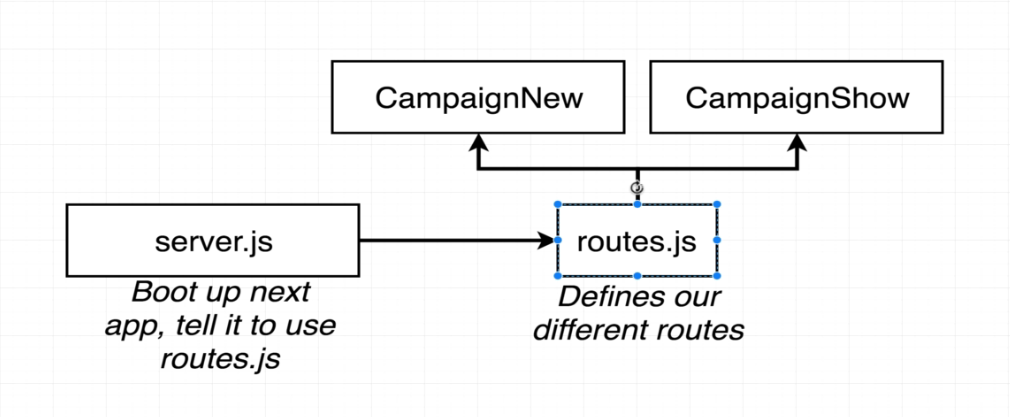 CampaignNew
CampaignShow
server.js
routes.js
Boot up next
app, tell it to use
routes.js
Defines our
different routes